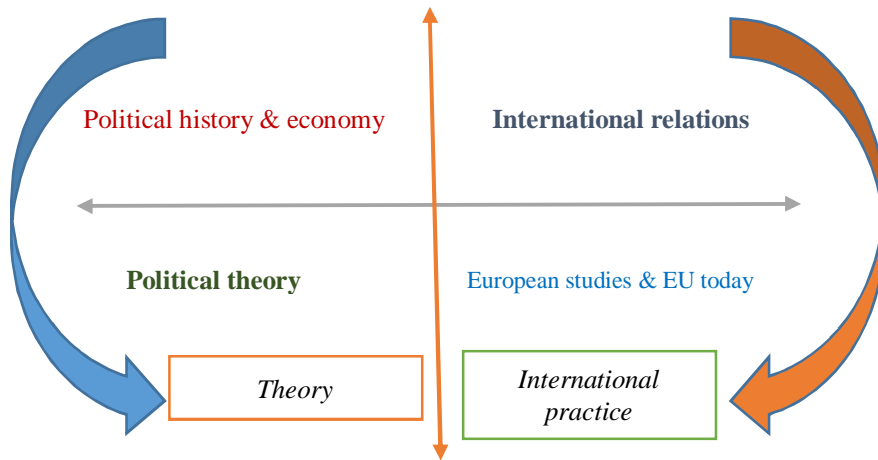 Political history & economy
International relations
Political theory
European studies & EU today
Theory
International
practice